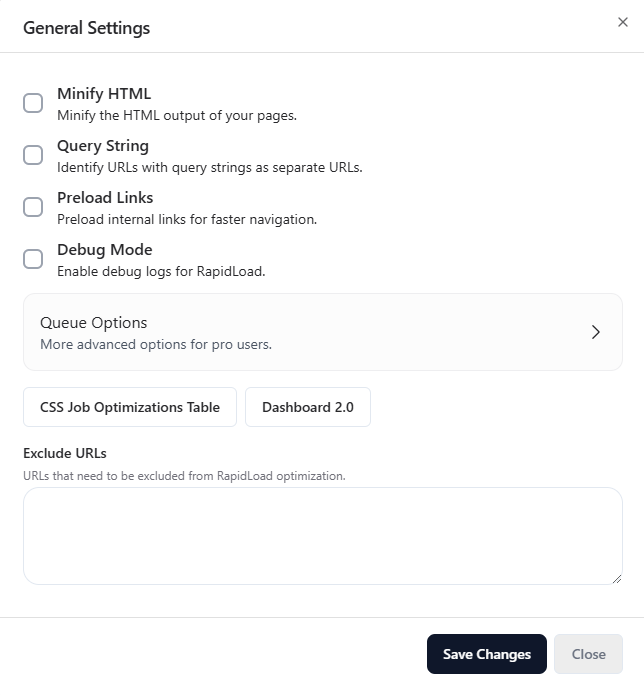 General Settings
Minify HTML
Minify the HTML output of your pages.
Query String
Identify URLs with query strings as separate URLs.
Preload Links
Preload internal links for faster navigation.
Debug Mode
Enable debug logs for RapidLoad.
Queue Options
More advanced options for pro users.
CSS Job Optimizations Table Dashboard 2.0
Exclude URLs
URLs that need to be excluded from RapidLoad optimization.
Save Changes Close